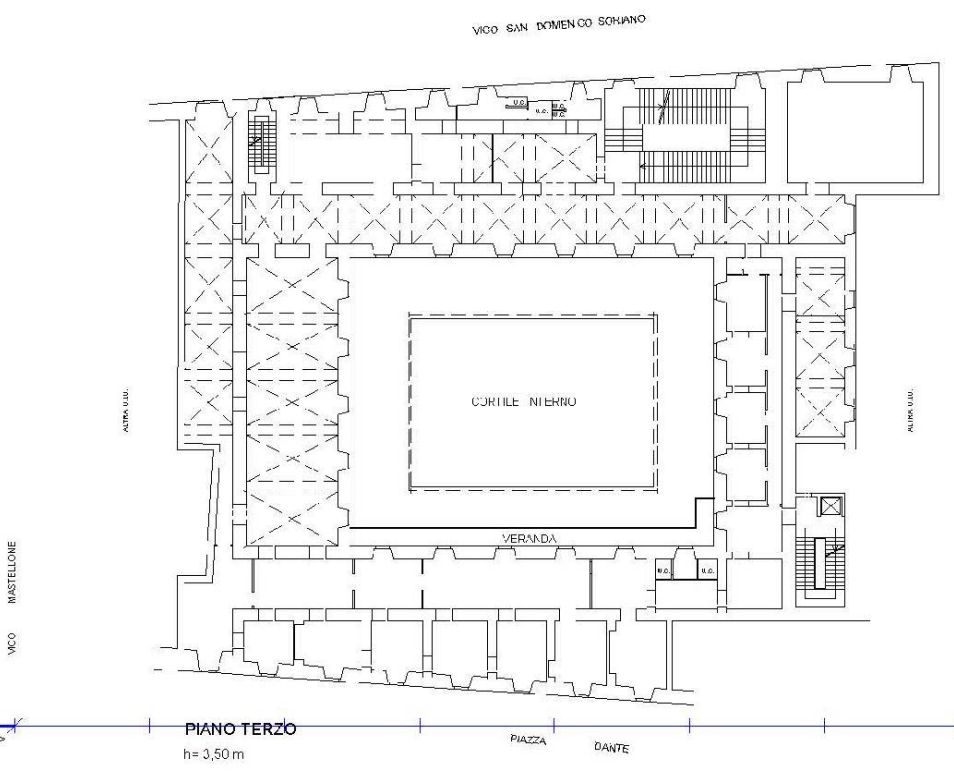 VICO SAN DOMENICO SORIANO
U.C.
U.C.
W.C.
W.C.
CORTILE INTERNO
ALTRA U.I.U.
ALTRA U.I.U.
VERANDA
W.C.
U.C.
VICO MASTELLONE
PIANO TERZO
h= 3,50 m
PIAZZA DANTE